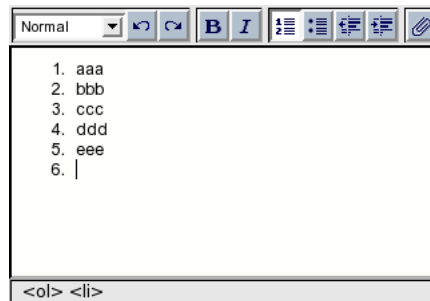 Normal B I
1. aaa
2. bbb
3. ccc
4. ddd
5. eee
6.
<ol> <li>